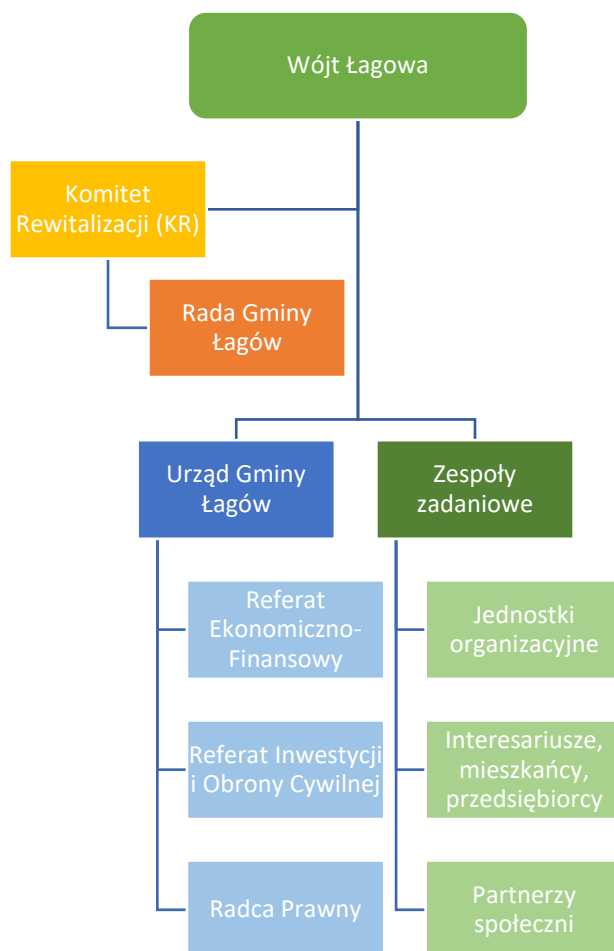 Wójt Łagowa
Komitet
Rewitalizacji (KR)
Rada Gminy
Łagów
Urząd Gminy
Łagów
Zespoły
zadaniowe
Referat
Ekonomiczno-
Finansowy
Jednostki
organizacyjne
Referat Inwestycji
i Obrony Cywilnej
Interesariusze,
mieszkańcy,
przedsiębiorcy
Radca Prawny
Partnerzy
społeczni